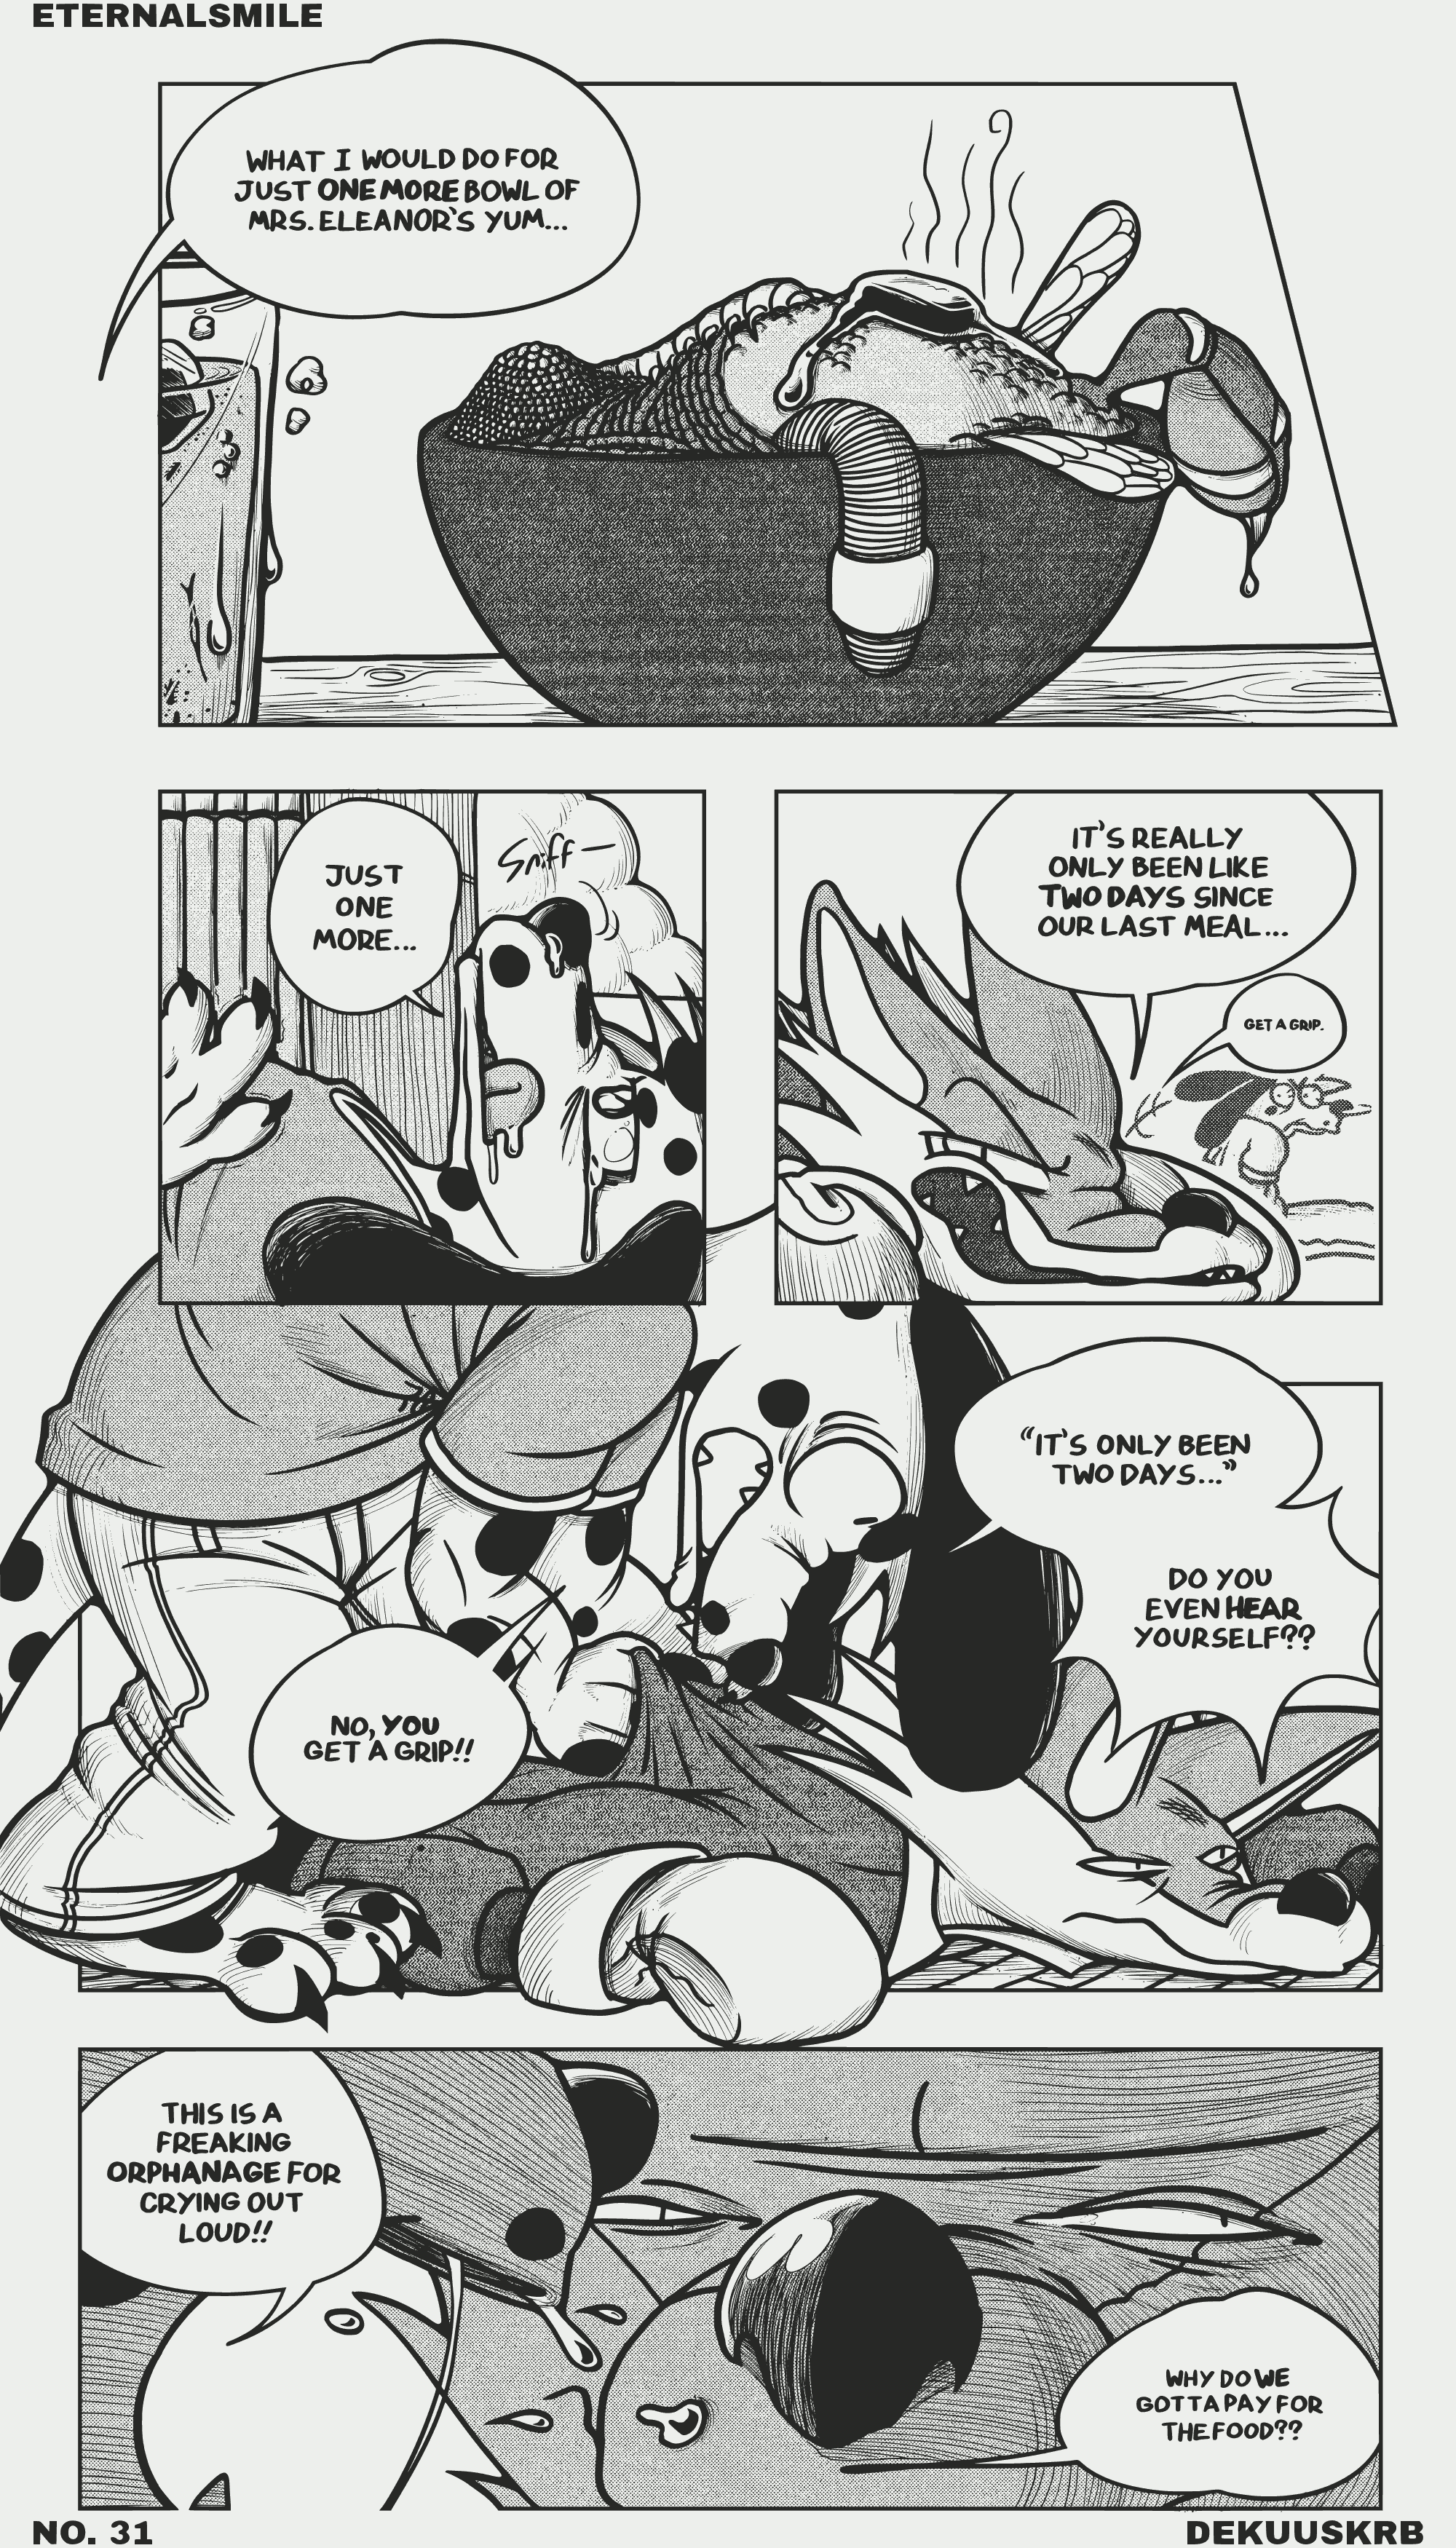 ETERNALSMILE
WHAT I WOULD DO FOR
JUST ONE MORE BOWL OF
MRS. ELEANOR'S YUM...
JUST
ONE
MORE...
Sniff —
IT'S REALLY
ONLY BEEN LIKE
TWO DAYS SINCE
OUR LAST MEAL...
GET A GRIP.
"IT'S ONLY BEEN
TWO DAYS..."
DO YOU
EVEN HEAR
YOURSELF??
NO, YOU
GET A GRIP!!
THIS IS A
FREAKING
ORPHANAGE FOR
CRYING OUT
LOUD!!
WHY DO WE
GOTTA PAY FOR
THE FOOD??
NO. 31
DEKUUSKRB